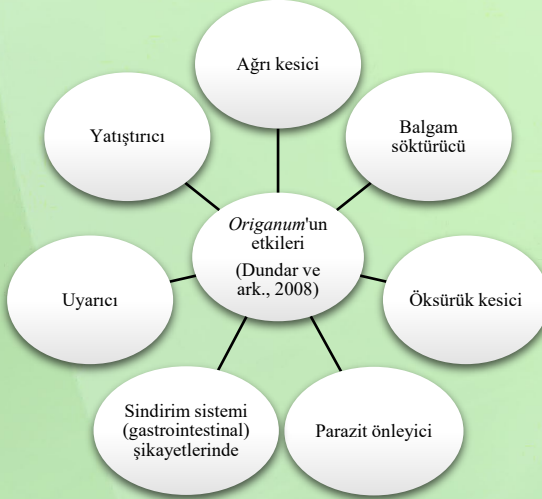 Ağrı kesici
Balgam
söktürücü
Öksürük kesici
Parazit önleyici
Sindirim sistemi
(gastrointestinal)
şikayetlerinde
Uyarıcı
Yatıştırıcı
Origanum'un
etkileri
(Dundar ve
ark., 2008)